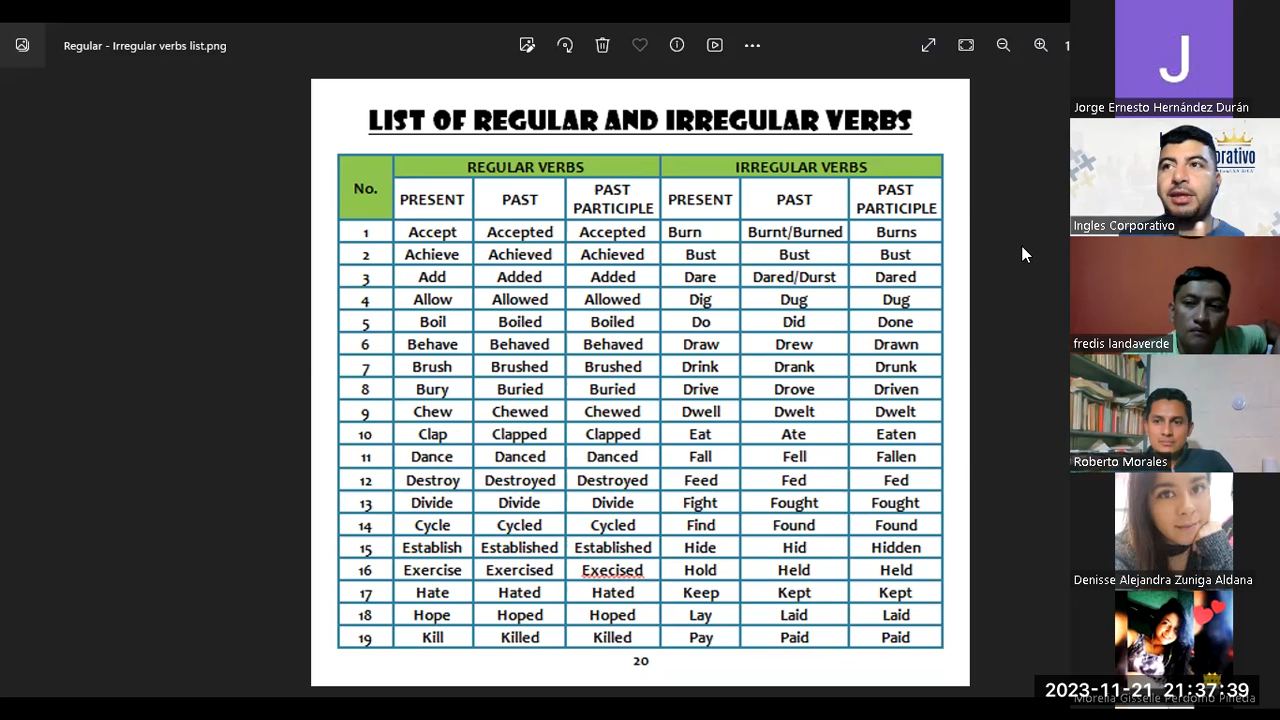 Regular - Irregular verbs list.png
1
LIST OF REGULAR AND IRREGULAR VERBS
No. REGULAR VERBS IRREGULAR VERBS
PRESENT PAST PAST PARTICIPLE PRESENT PAST PAST PARTICIPLE
1 Accept Accepted Accepted Burn Burnt/Burned Burns
2 Achieve Achieved Achieved Bust Bust Bust
3 Add Added Added Dare Dared/Durst Dared
4 Allow Allowed Allowed Dig Dug Dug
5 Boil Boiled Boiled Do Did Done
6 Behave Behaved Behaved Draw Drew Drawn
7 Brush Brushed Brushed Drink Drank Drunk
8 Bury Buried Buried Drive Drove Driven
9 Chew Chewed Chewed Dwell Dwelt Dwelt
10 Clap Clapped Clapped Eat Ate Eaten
11 Dance Danced Danced Fall Fell Fallen
12 Destroy Destroyed Destroyed Feed Fed Fed
13 Divide Divide Divide Fight Fought Fought
14 Cycle Cycled Cycled Find Found Found
15 Establish Established Established Hide Hid Hidden
16 Exercise Exercised Execised Hold Held Held
17 Hate Hated Hated Keep Kept Kept
18 Hope Hoped Hoped Lay Laid Laid
19 Kill Killed Killed Pay Paid Paid
20
J
Jorge Ernesto Hernández Durán
orativo
Ingles Corporativo
fredis landaverde
Roberto Morales
Denisse Alejandra Zuniga Aldana
2023-11-21 21:37:39
Morelia Gisselle Perdomo Pineda